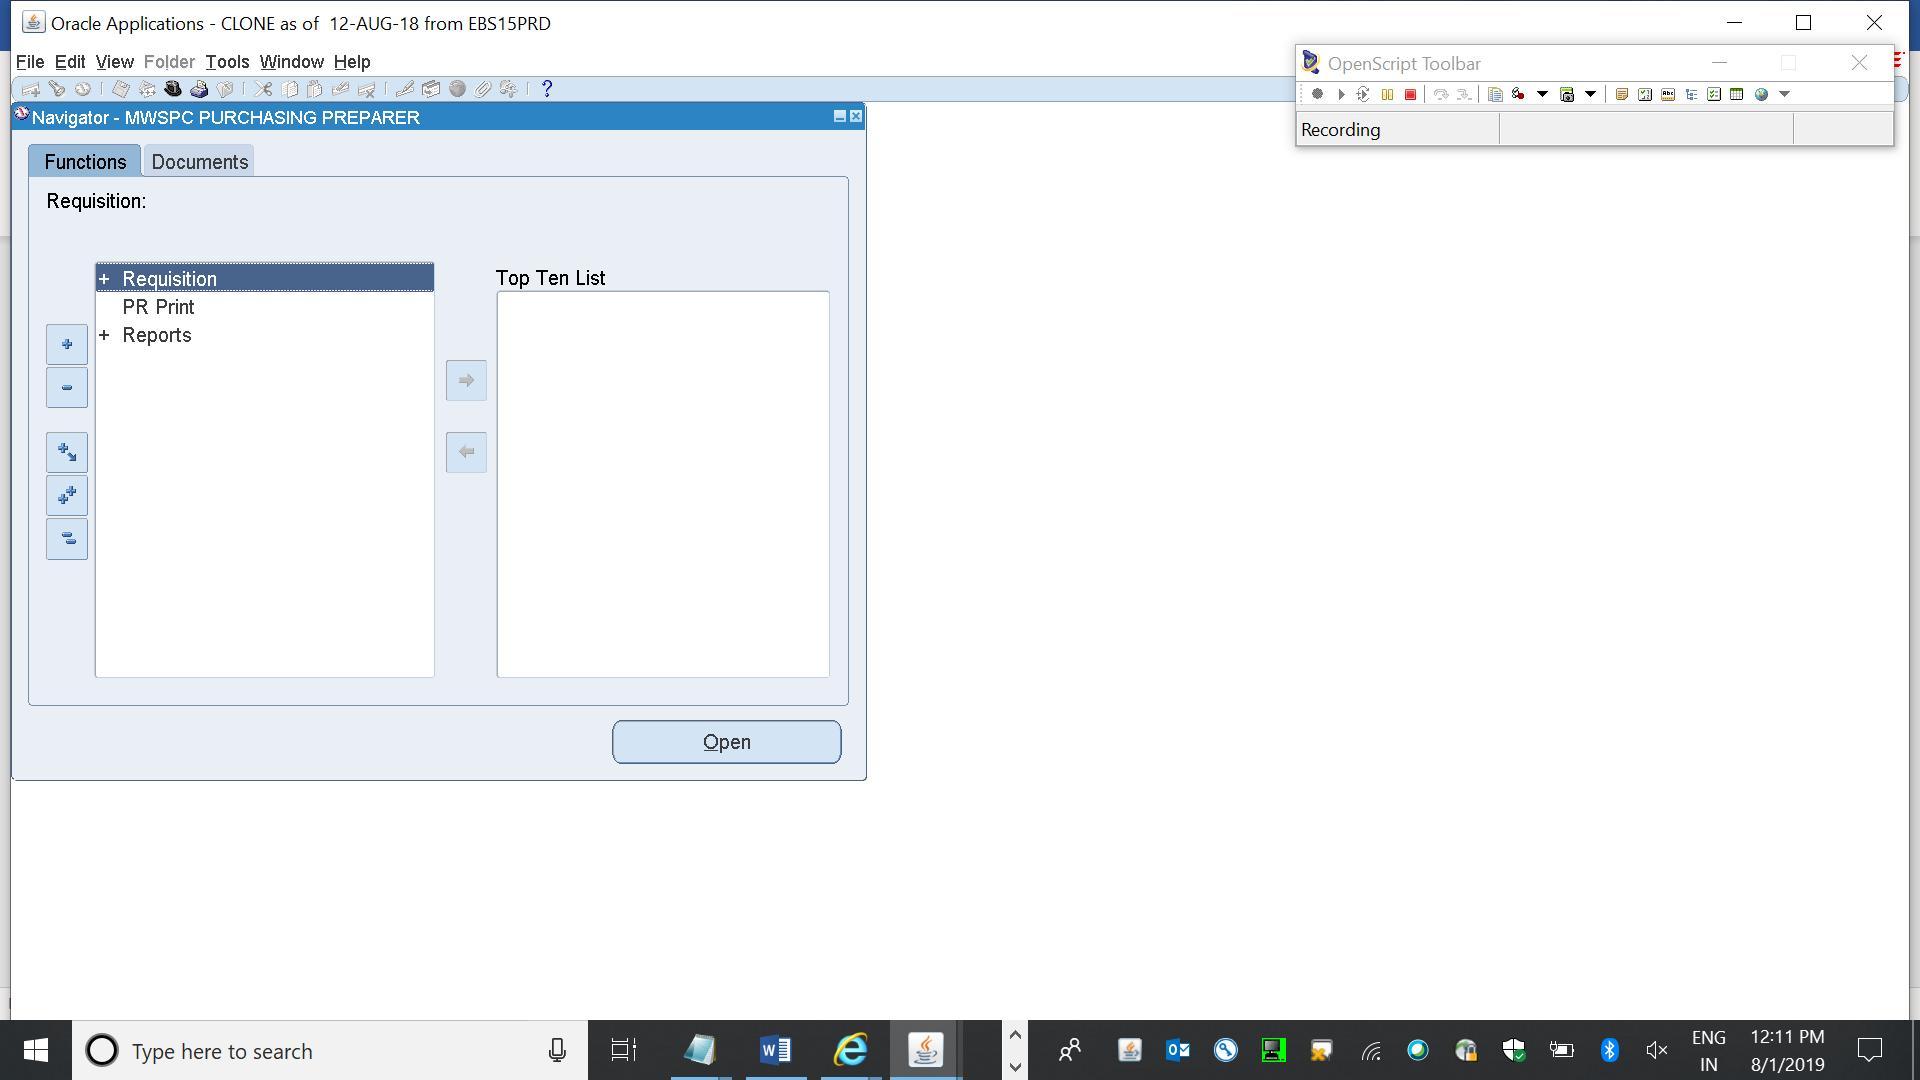 Oracle Applications - CLONE as of  12-AUG-18 from EBS15PRD
File Edit View Folder Tools Window Help
OpenScript Toolbar
Recording
Navigator - MWSPC PURCHASING PREPARER
Functions Documents
Requisition:
+ Requisition
PR Print
+ Reports
Top Ten List
Open
Type here to search
ENG
IN
12:11 PM
8/1/2019